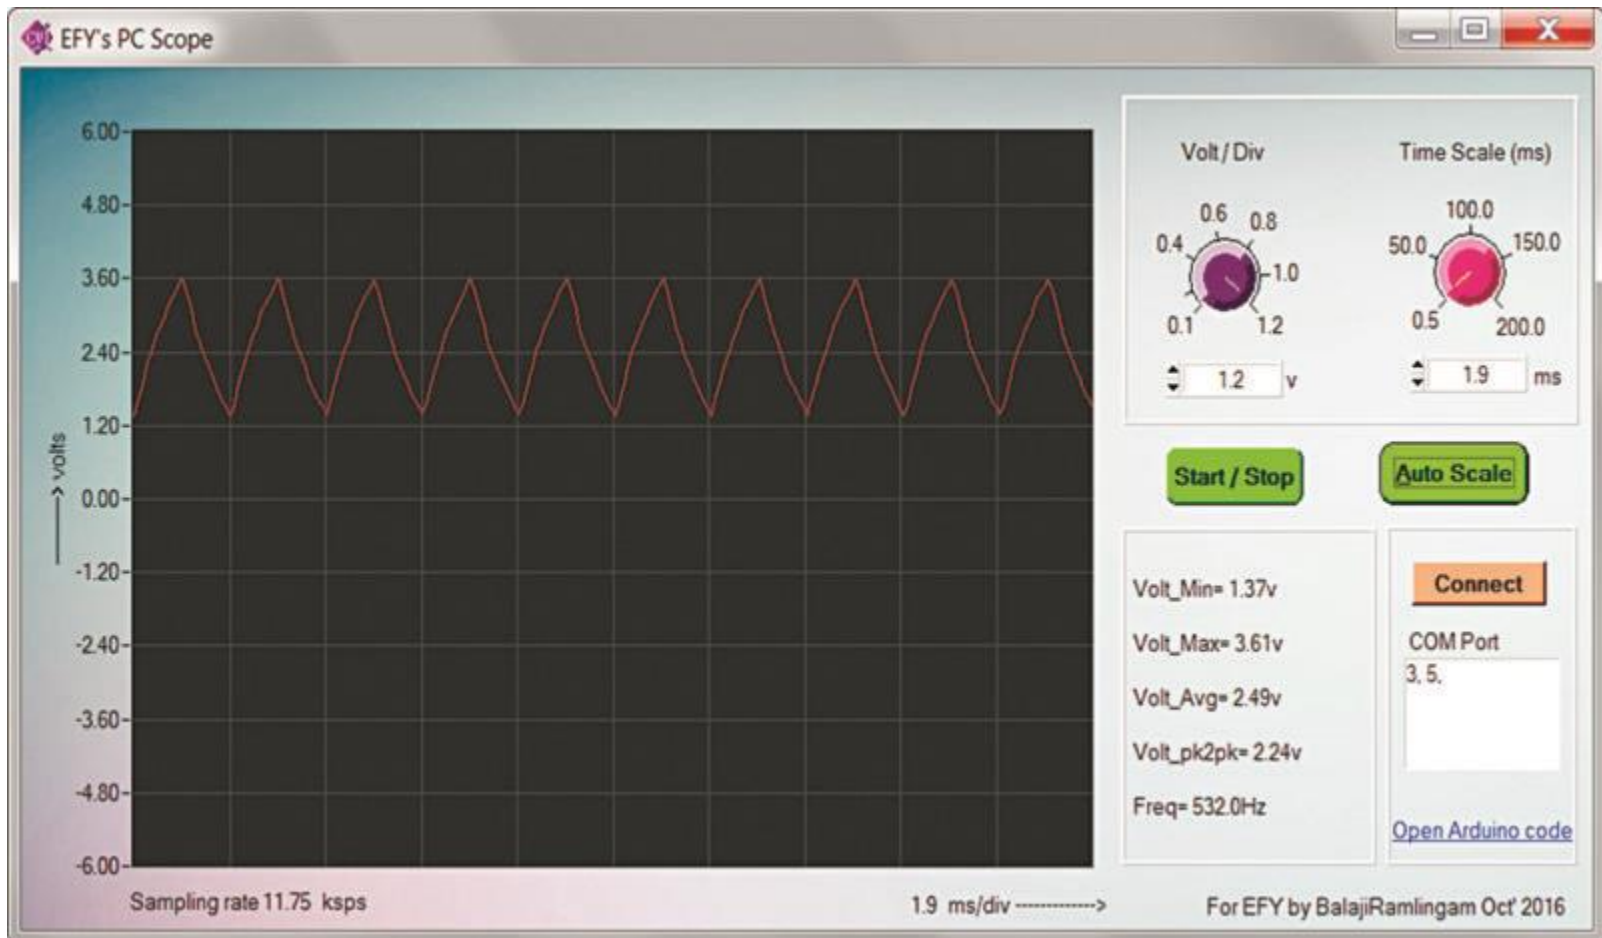 EFY's PC Scope
6.00
4.80
3.60
2.40
1.20
0.00
-1.20
-2.40
-3.60
-4.80
-6.00
-----> volts
Sampling rate 11.75 ksps
1.9 ms/div ------------>
Volt / Div
0.1
0.4
0.6
0.8
1.0
1.2
1.2 v
Time Scale (ms)
0.5
50.0
100.0
150.0
200.0
1.9 ms
Start / Stop
Auto Scale
Volt_Min= 1.37v
Volt_Max= 3.61v
Volt_Avg= 2.49v
Volt_pk2pk= 2.24v
Freq= 532.0Hz
Connect
COM Port
3, 5,
Open Arduino code
For EFY by BalajiRamlingam Oct' 2016